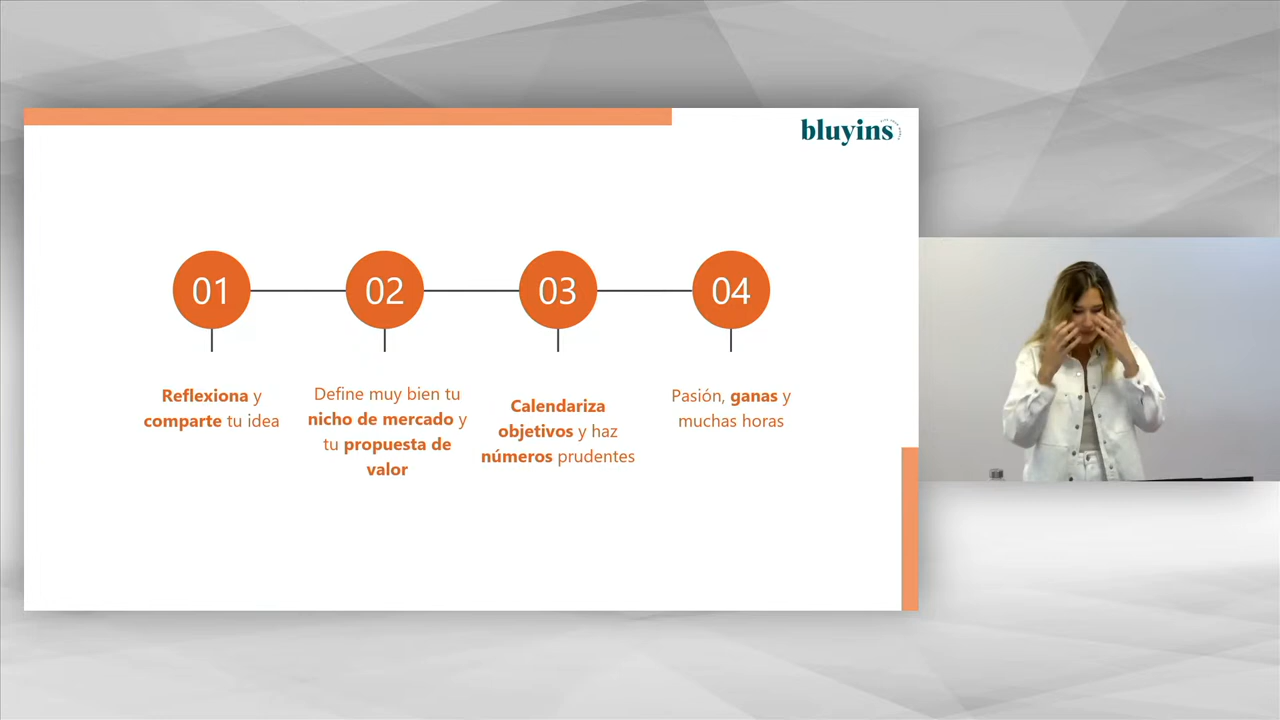 bluyins
01
02
03
04
Reflexiona y
comparte tu idea
Define muy bien tu
nicho de mercado y
tu propuesta de
valor
Calendariza
objetivos y haz
números prudentes
Pasión, ganas y
muchas horas